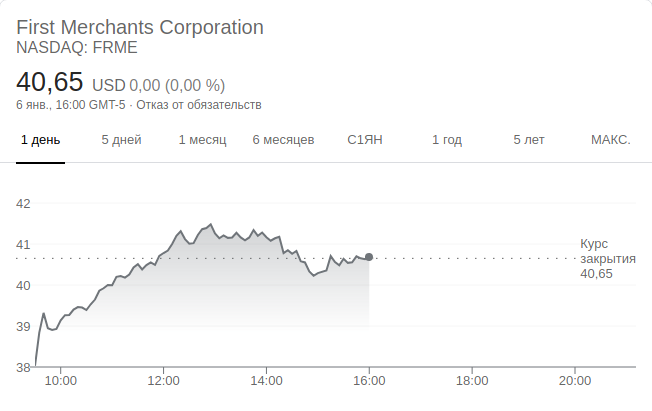 First Merchants Corporation
NASDAQ: FRME
40,65 USD 0,00 (0,00 %)
6 янв., 16:00 GMT-5 · Отказ от обязательств
1 день 5 дней 1 месяц 6 месяцев С1ЯН 1 год 5 лет МАКС.
42
41
40
39
38
Курс
закрытия
40,65
10:00 12:00 14:00 16:00 18:00 20:00